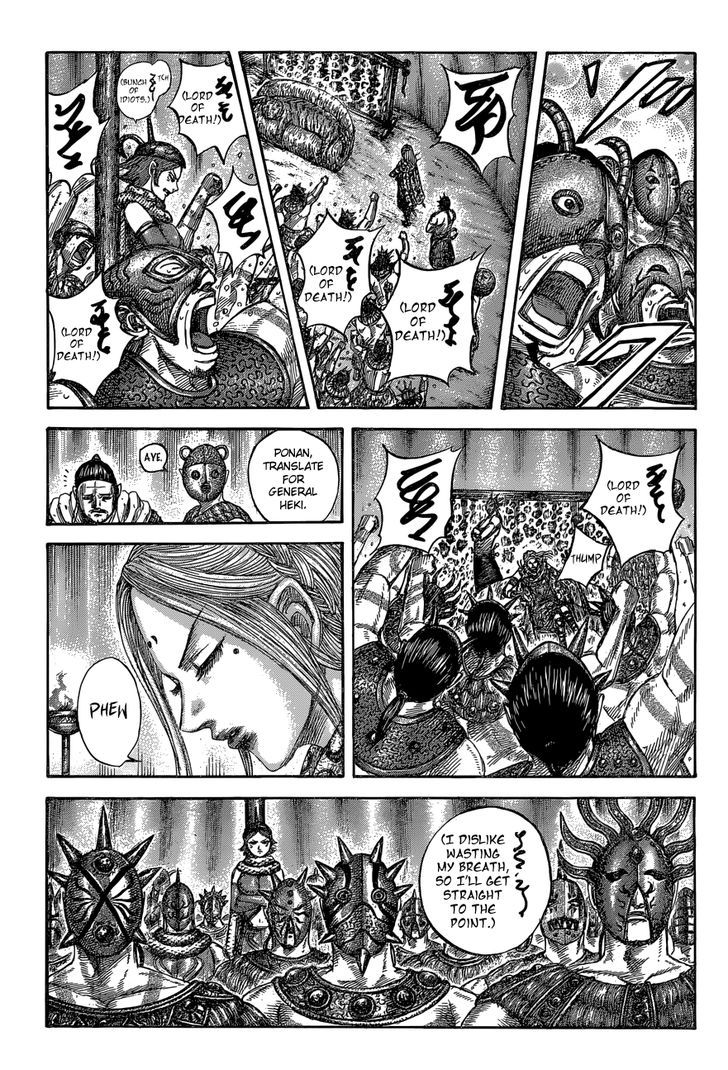 (LORD
OF
DEATH!)
(LORD
OF
DEATH!)
(LORD
OF
DEATH!)
(BUNCH
OF
IDIOTS.)
TCH
(LORD
OF
DEATH!)
(LORD
OF
DEATH!)
THUMP
PONAN,
TRANSLATE
FOR
GENERAL
HEKI.
AYE.
PHEW
(I DISLIKE
WASTING
MY BREATH,
SO I'LL GET
STRAIGHT
TO THE
POINT.)